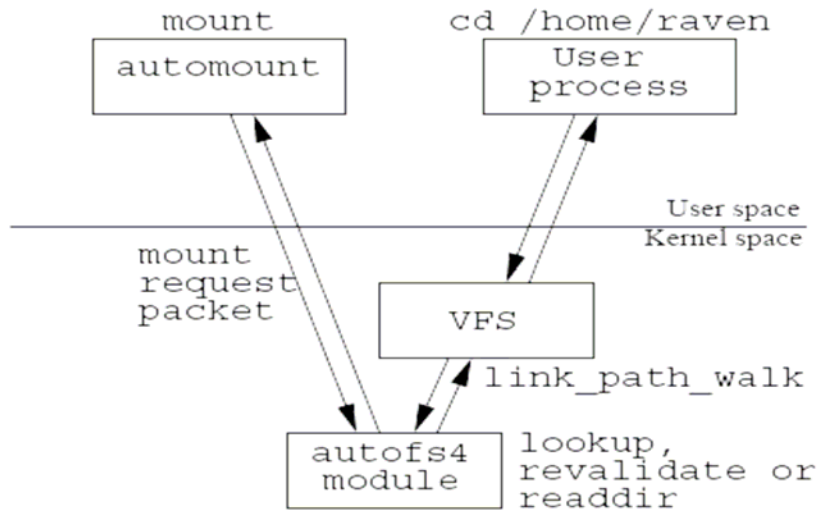 mount
automount
cd /home/raven
User
process
User space
Kernel space
mount
request
packet
VFS
link_path_walk
autofs4
module
lookup,
revalidate or
readdir